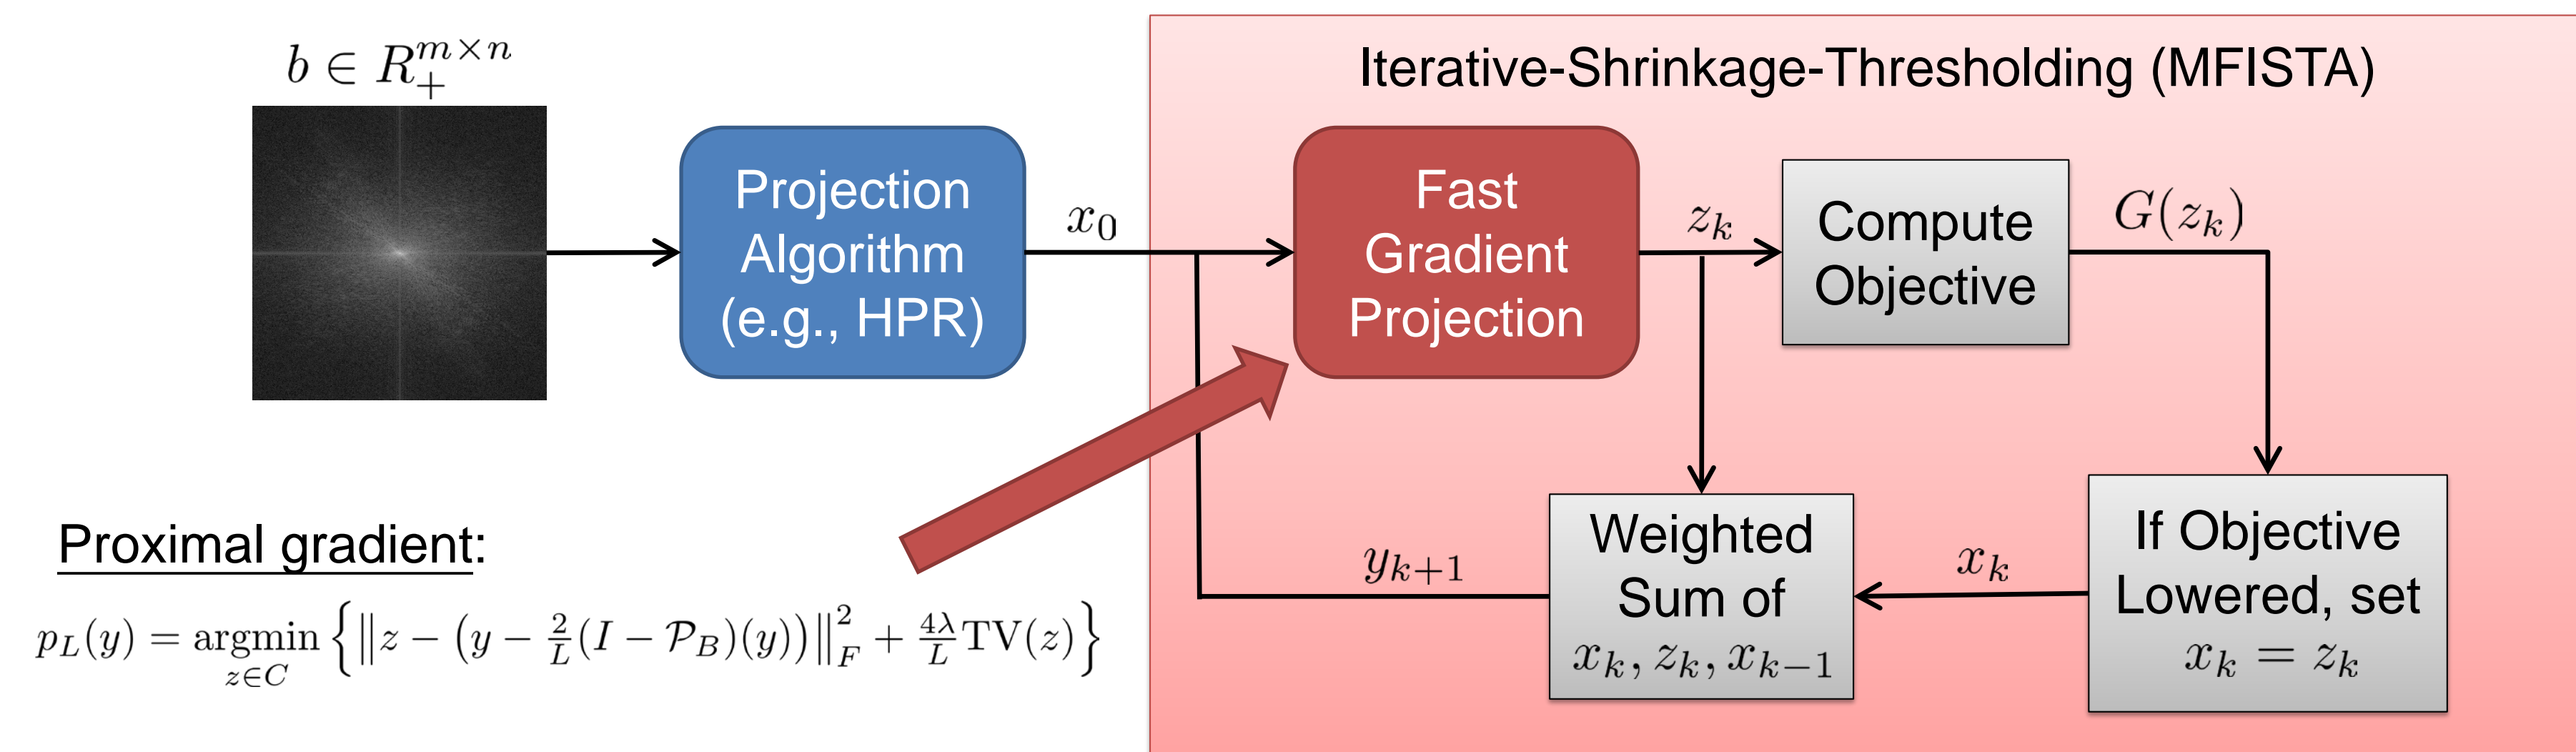 b ∈ R_+^{m×n}
Iterative-Shrinkage-Thresholding (MFISTA)
Projection
Algorithm
(e.g., HPR)
x_0
Fast
Gradient
Projection
z_k
Compute
Objective
G(z_k)
Proximal gradient:
p_L(y) = argmin_{z∈C} { ‖z − (y − 2/L (I − 𝒫_B)(y))‖_F^2 + 4λ/L TV(z) }
y_{k+1}
Weighted
Sum of
x_k, z_k, x_{k−1}
x_k
If Objective
Lowered, set
x_k = z_k